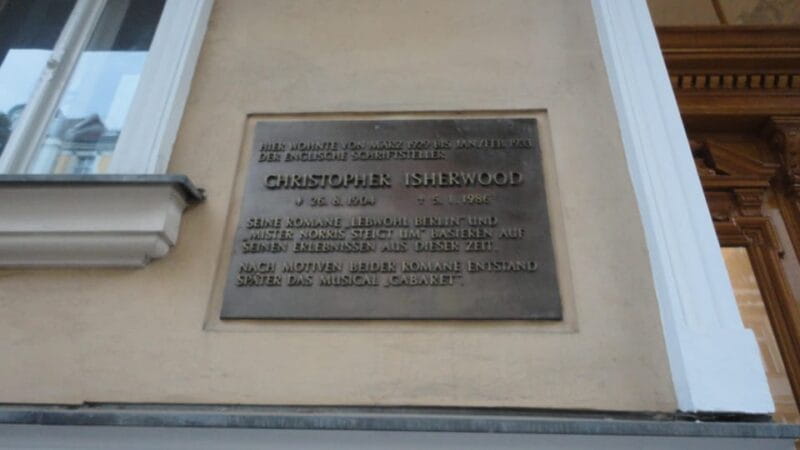 HIER WOHNTE VON MÄRZ 1929 BIS JAN./FEB. 1933
DER ENGLISCHE SCHRIFTSTELLER
CHRISTOPHER ISHERWOOD
* 26. 8. 1904 † 5. 1. 1986
SEINE ROMANE „LEBWOHL BERLIN" UND
„MISTER NORRIS STEIGT UM" BASIEREN AUF
SEINEN ERLEBNISSEN AUS DIESER ZEIT.
NACH MOTIVEN BEIDER ROMANE ENTSTAND
SPÄTER DAS MUSICAL „CABARET".